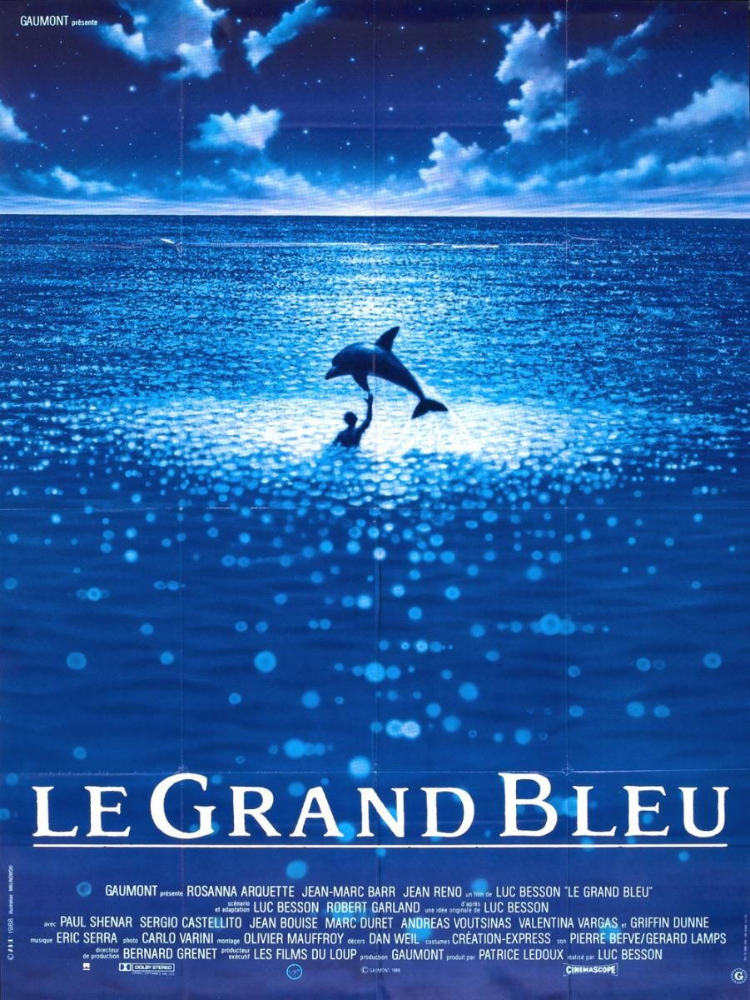 GAUMONT présente
LE GRAND BLEU
GAUMONT présente ROSANNA ARQUETTE JEAN-MARC BARR JEAN RENO un film de LUC BESSON "LE GRAND BLEU"
scénario et adaptation LUC BESSON ROBERT GARLAND d'après une idée originale de LUC BESSON
avec PAUL SHENAR SERGIO CASTELLITO JEAN BOUISE MARC DURET ANDREAS VOUTSINAS VALENTINA VARGAS et GRIFFIN DUNNE
musique ERIC SERRA photo CARLO VARINI montage OLIVIER MAUFFROY décors DAN WEIL costumes CRÉATION-EXPRESS son PIERRE BEFVE/GERARD LAMPS
directeur de production BERNARD GRENET producteur exécutif LES FILMS DU LOUP production GAUMONT produit par PATRICE LEDOUX réalisé par LUC BESSON
DOLBY STEREO
DANS CERTAINES SALLES
© GAUMONT 1988
CINEMASCOPE
G
1988 illustration MALINOWSKI